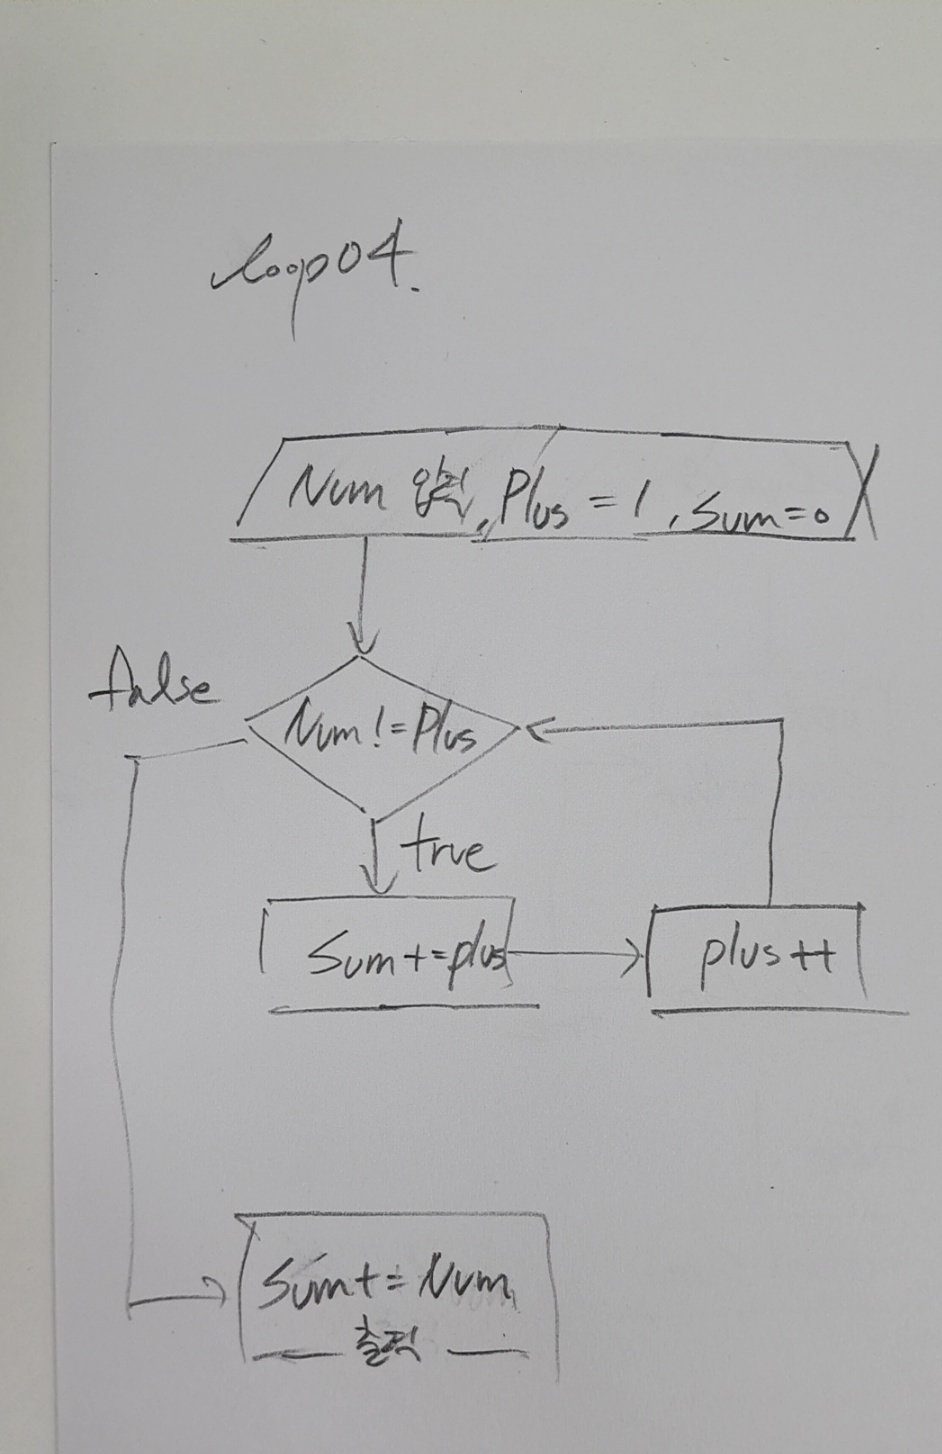 loop04.
Num 입력, Plus = 1, Sum=0
false
Num != Plus
true
Sum+=plus
plus++
Sum+= Num
출력